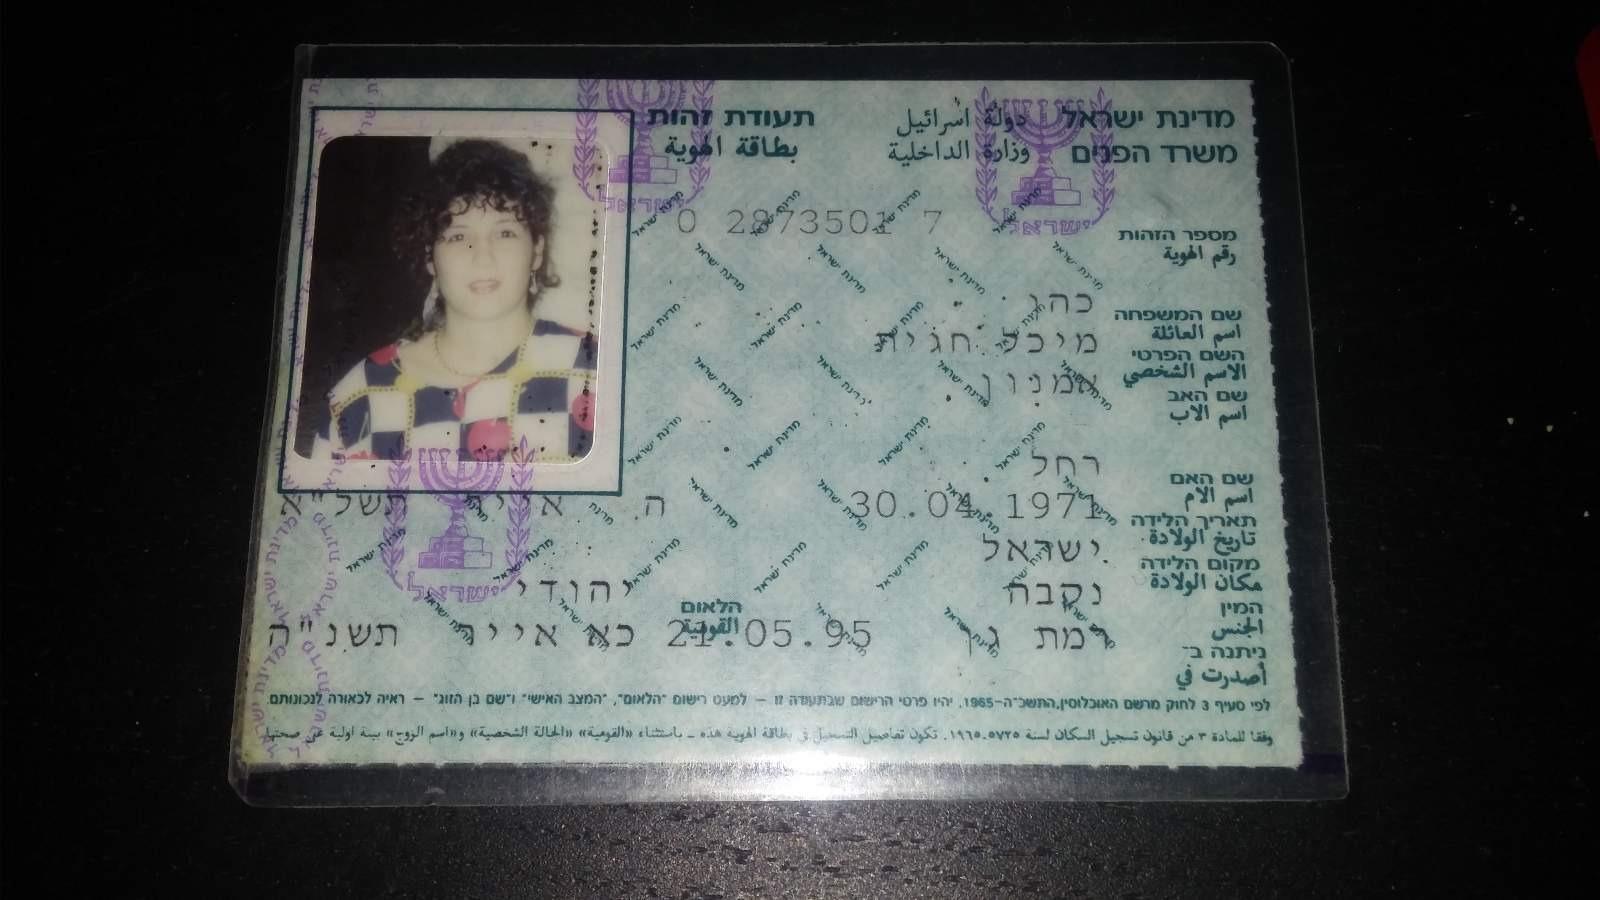 מדינת ישראל دولة اسرائيل תעודת זהות
משרד הפנים وزارة الداخلية بطاقة الهوية
מספר הזהות 0 2873501 7
رقم الهوية
שם המשפחה כהן
اسم العائلة
השם הפרטי מיכל חגית
الاسم الشخصي
שם האב אמנון
اسم الاب
שם האם רחל
اسم الام
תאריך הלידה 30.04.1971 ה אייר תשל"א
تاريخ الولادة
מקום הלידה ישראל
مكان الولادة
המין נקבה הלאום יהודי
الجنس القومية
ניתנה ב- רמת גן 21.05.95 כא אייר תשנ"ה
أصدرت في
לפי סעיף 3 לחוק מרשם האוכלוסין,התשכ"ה-1965, יהיו פרטי הרישום שבתעודה זו — למעט רישום "הלאום", "המצב האישי" ו"שם בן הזוג" — ראיה לכאורה לנכונותם.
وفقا للمادة ٣ من قانون تسجيل السكان لسنة ٥٧٢٥-١٩٦٥، تكون تفاصيل التسجيل في بطاقة الهوية هذه - باستثناء «القومية» «الحالة الشخصية» و«اسم الزوج» بينة اولية عن صحتها.
ישראל
ישראל
ישראל
מדינת ישראל